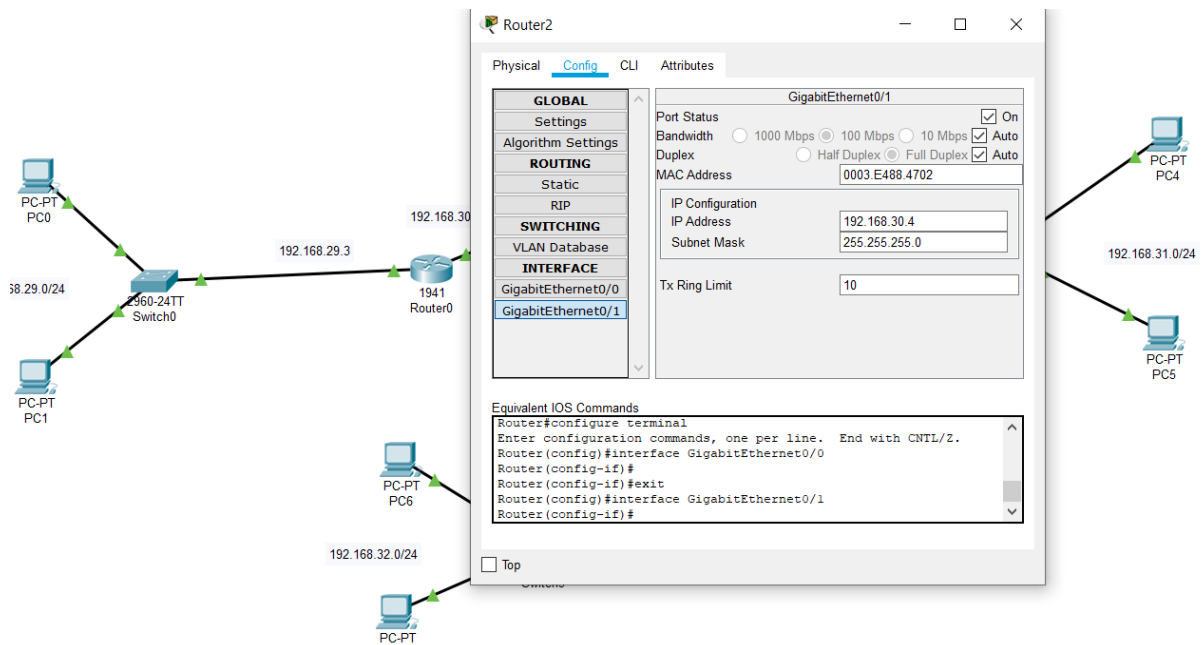 Router2
Physical Config CLI Attributes
GLOBAL
Settings
Algorithm Settings
ROUTING
Static
RIP
SWITCHING
VLAN Database
INTERFACE
GigabitEthernet0/0
GigabitEthernet0/1
GigabitEthernet0/1
Port Status On
Bandwidth 1000 Mbps 100 Mbps 10 Mbps Auto
Duplex Half Duplex Full Duplex Auto
MAC Address 0003.E488.4702
IP Configuration
IP Address 192.168.30.4
Subnet Mask 255.255.255.0
Tx Ring Limit 10
Equivalent IOS Commands
Router#configure terminal
Enter configuration commands, one per line. End with CNTL/Z.
Router(config)#interface GigabitEthernet0/0
Router(config-if)#
Router(config-if)#exit
Router(config)#interface GigabitEthernet0/1
Router(config-if)#
Top
PC-PT
PC0
192.168.30
192.168.29.3
8.29.0/24
2960-24TT
Switch0
1941
Router0
PC-PT
PC1
PC-PT
PC6
192.168.32.0/24
PC-PT
PC-PT
PC4
192.168.31.0/24
PC-PT
PC5